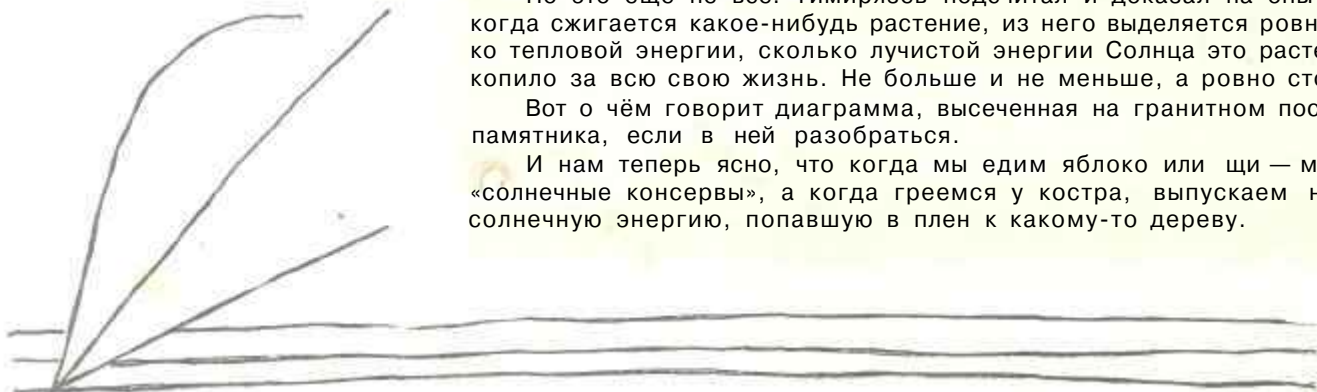 когда сжигается какое-нибудь растение, из него выделяется ровн
ко тепловой энергии, сколько лучистой энергии Солнца это расте
копило за всю свою жизнь. Не больше и не меньше, а ровно сто
Вот о чём говорит диаграмма, высеченная на гранитном пос
памятника, если в ней разобраться.
И нам теперь ясно, что когда мы едим яблоко или щи — м
«солнечные консервы», а когда греемся у костра, выпускаем н
солнечную энергию, попавшую в плен к какому-то дереву.